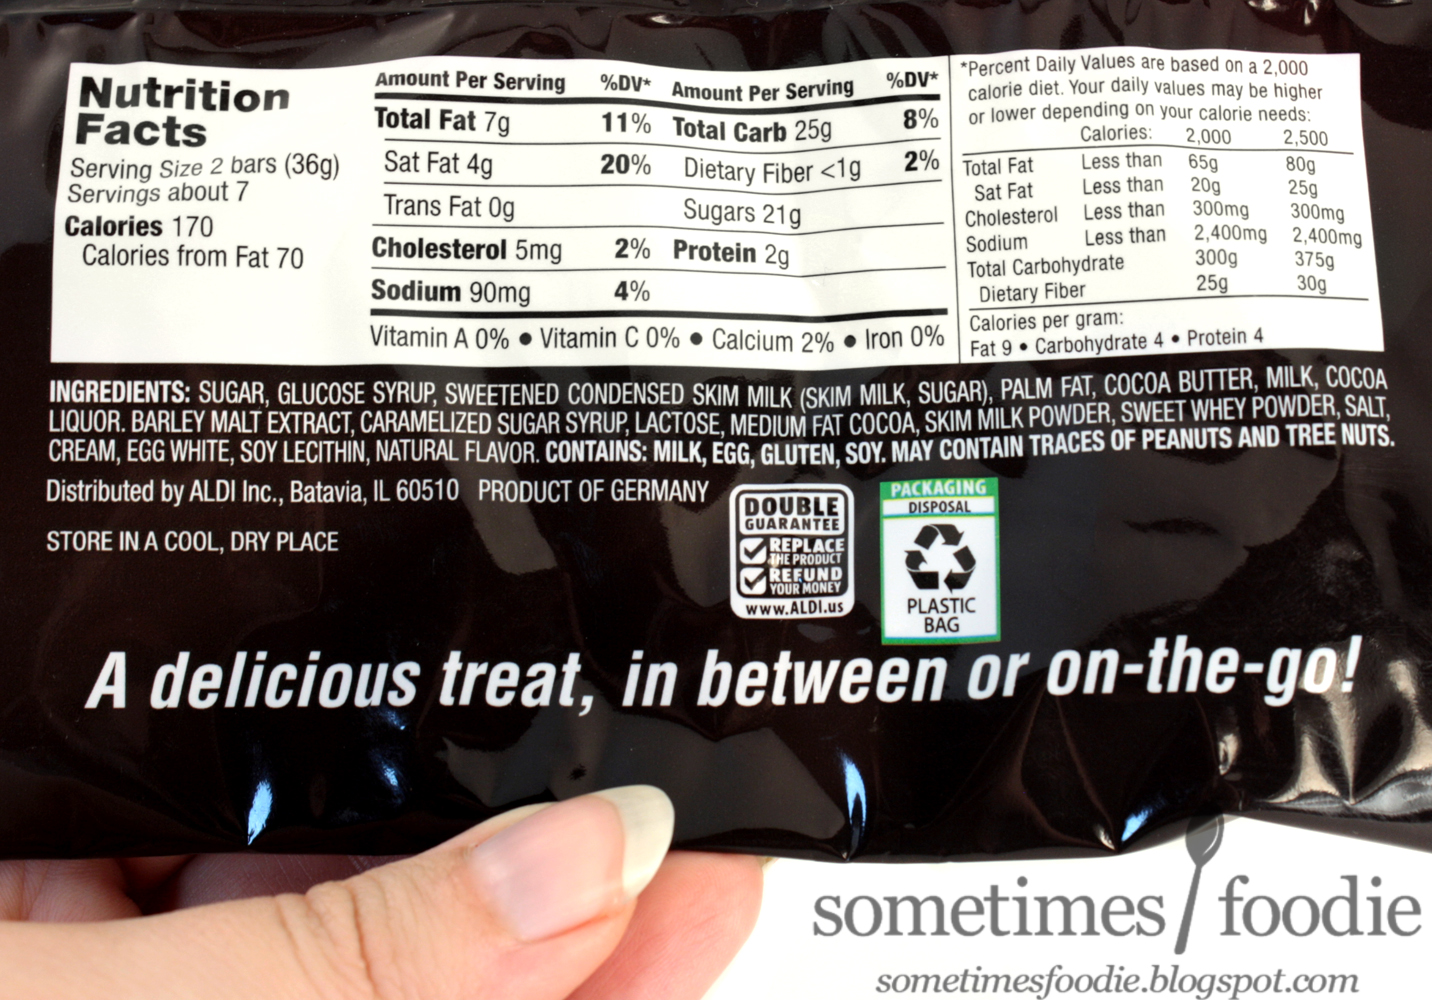 Nutrition
Facts
Serving Size 2 bars (36g)
Servings about 7
Calories 170
Calories from Fat 70
Amount Per Serving %DV*
Total Fat 7g 11%
Sat Fat 4g 20%
Trans Fat 0g
Cholesterol 5mg 2%
Sodium 90mg 4%
Amount Per Serving %DV*
Total Carb 25g 8%
Dietary Fiber <1g 2%
Sugars 21g
Protein 2g
Vitamin A 0% • Vitamin C 0% • Calcium 2% • Iron 0%
*Percent Daily Values are based on a 2,000
calorie diet. Your daily values may be higher
or lower depending on your calorie needs:
Calories: 2,000 2,500
Total Fat Less than 65g 80g
Sat Fat Less than 20g 25g
Cholesterol Less than 300mg 300mg
Sodium Less than 2,400mg 2,400mg
Total Carbohydrate 300g 375g
Dietary Fiber 25g 30g
Calories per gram:
Fat 9 • Carbohydrate 4 • Protein 4
INGREDIENTS: SUGAR, GLUCOSE SYRUP, SWEETENED CONDENSED SKIM MILK (SKIM MILK, SUGAR), PALM FAT, COCOA BUTTER, MILK, COCOA
LIQUOR. BARLEY MALT EXTRACT, CARAMELIZED SUGAR SYRUP, LACTOSE, MEDIUM FAT COCOA, SKIM MILK POWDER, SWEET WHEY POWDER, SALT,
CREAM, EGG WHITE, SOY LECITHIN, NATURAL FLAVOR. CONTAINS: MILK, EGG, GLUTEN, SOY. MAY CONTAIN TRACES OF PEANUTS AND TREE NUTS.
Distributed by ALDI Inc., Batavia, IL 60510 PRODUCT OF GERMANY
STORE IN A COOL, DRY PLACE
DOUBLE
GUARANTEE
REPLACE
THE PRODUCT
REFUND
YOUR MONEY
www.ALDI.us
PACKAGING
DISPOSAL
PLASTIC
BAG
A delicious treat, in between or on-the-go!
sometimes foodie
sometimesfoodie.blogspot.com